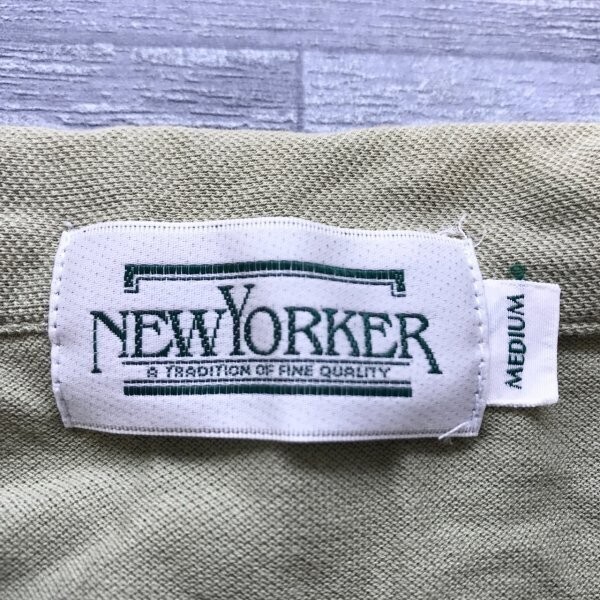 NEWYORKER
A TRADITION OF FINE QUALITY
MEDIUM